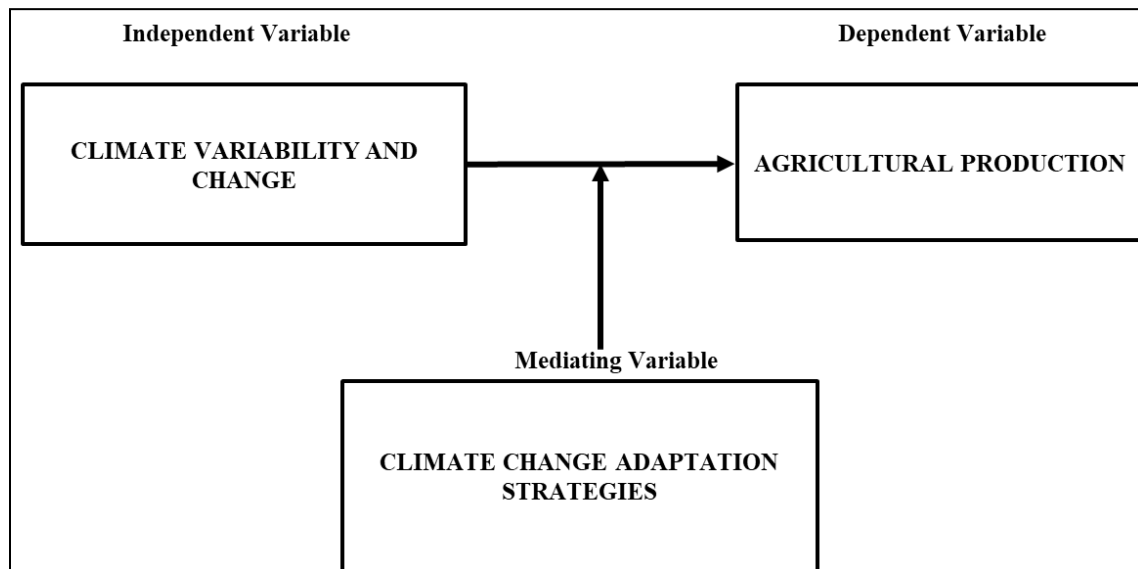 Independent Variable
Dependent Variable
CLIMATE VARIABILITY AND
CHANGE
AGRICULTURAL PRODUCTION
Mediating Variable
CLIMATE CHANGE ADAPTATION
STRATEGIES